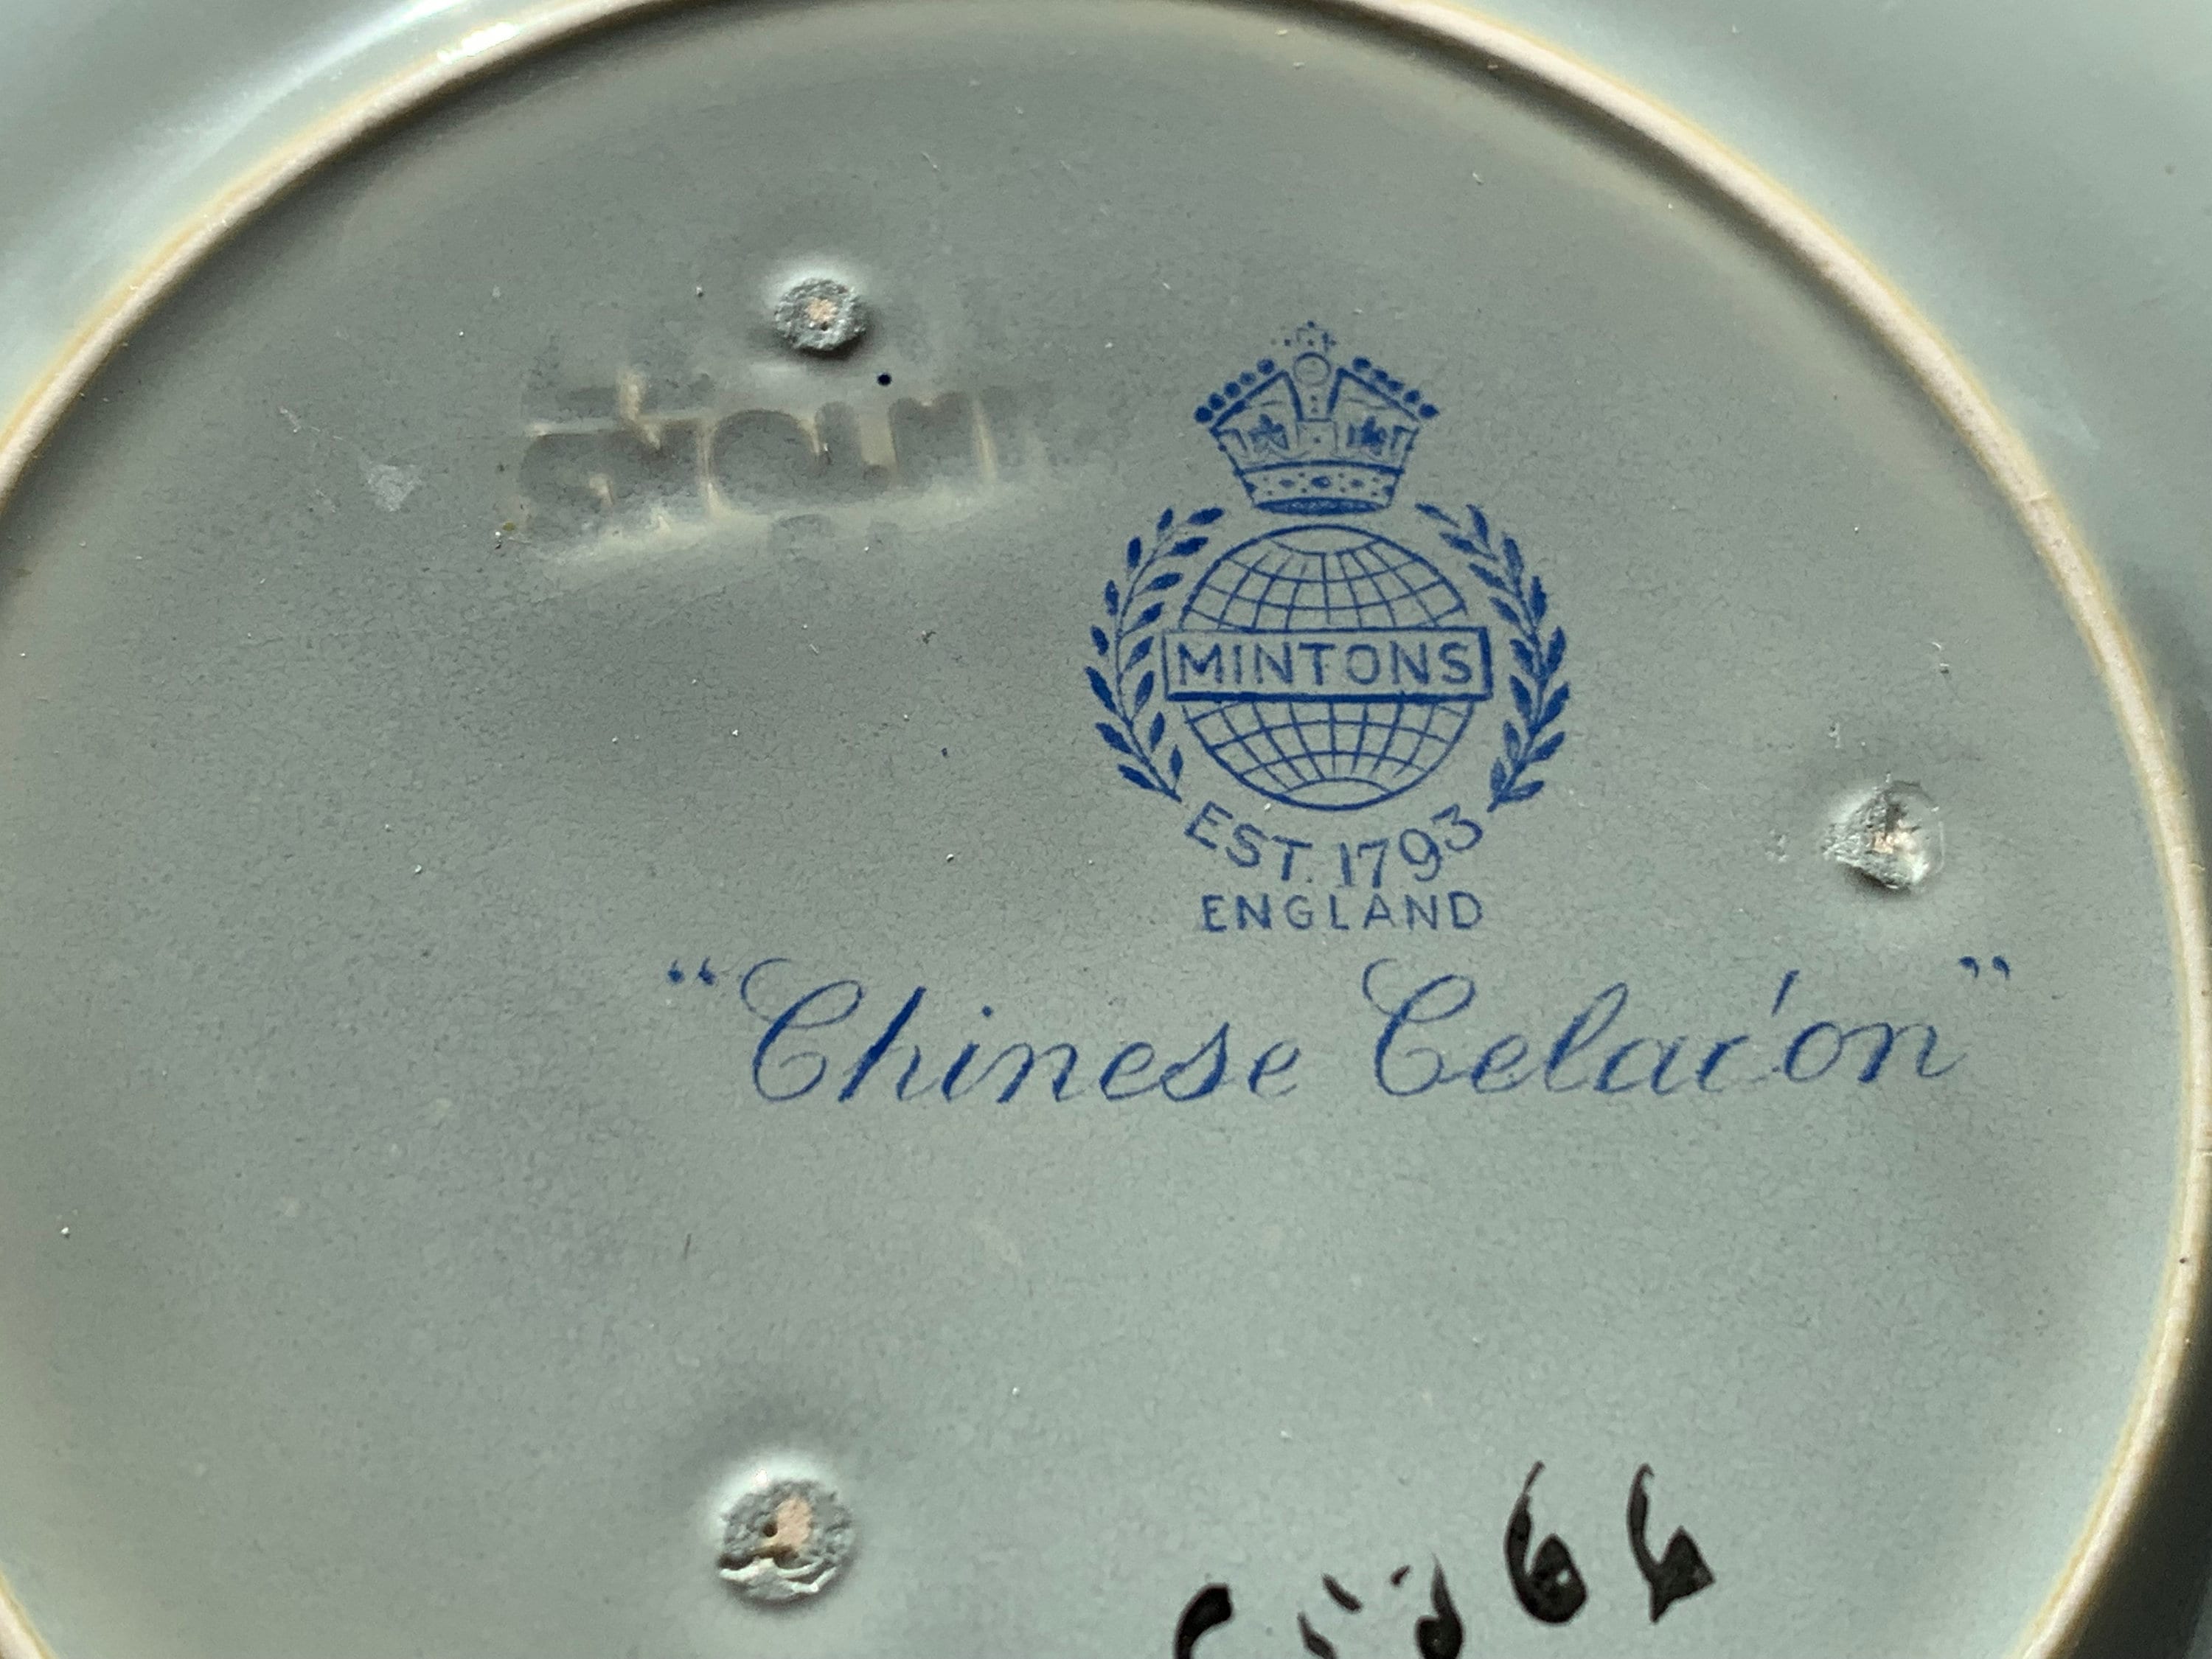 MINTONS
EST. 1793
ENGLAND
“Chinese Celadon”